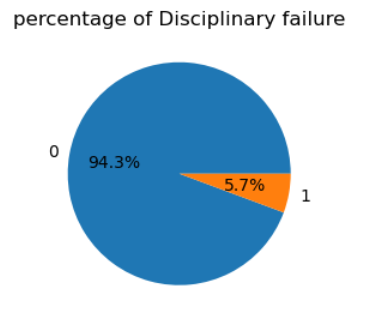 percentage of Disciplinary failure
0
94.3%
5.7%
1